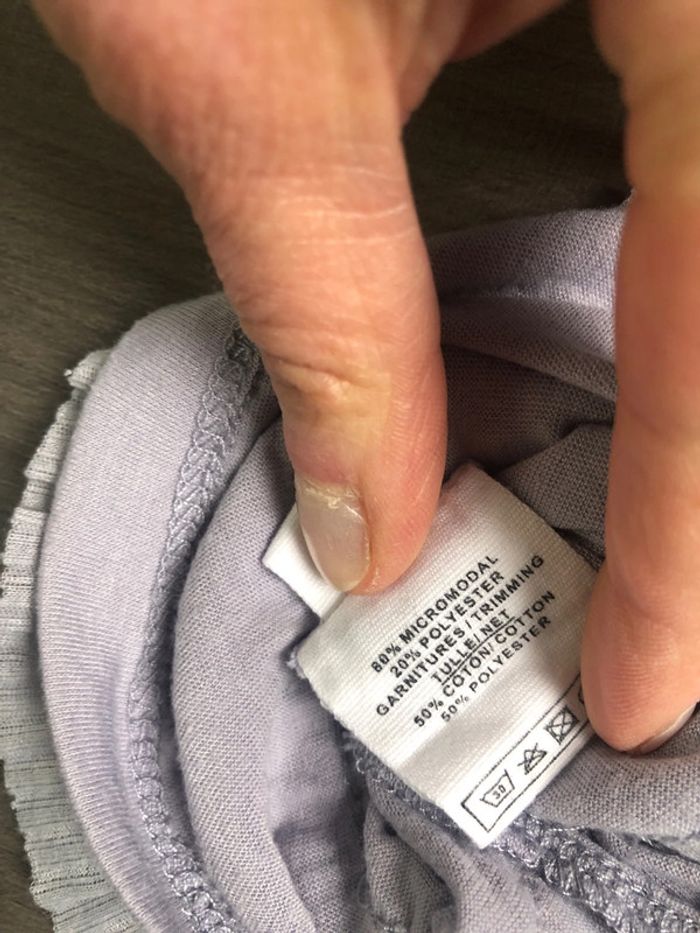 80% MICROMODAL
20% POLYESTER
GARNITURES/TRIMMING
TULLE/NET
50% COTON/COTTON
50% POLYESTER
30